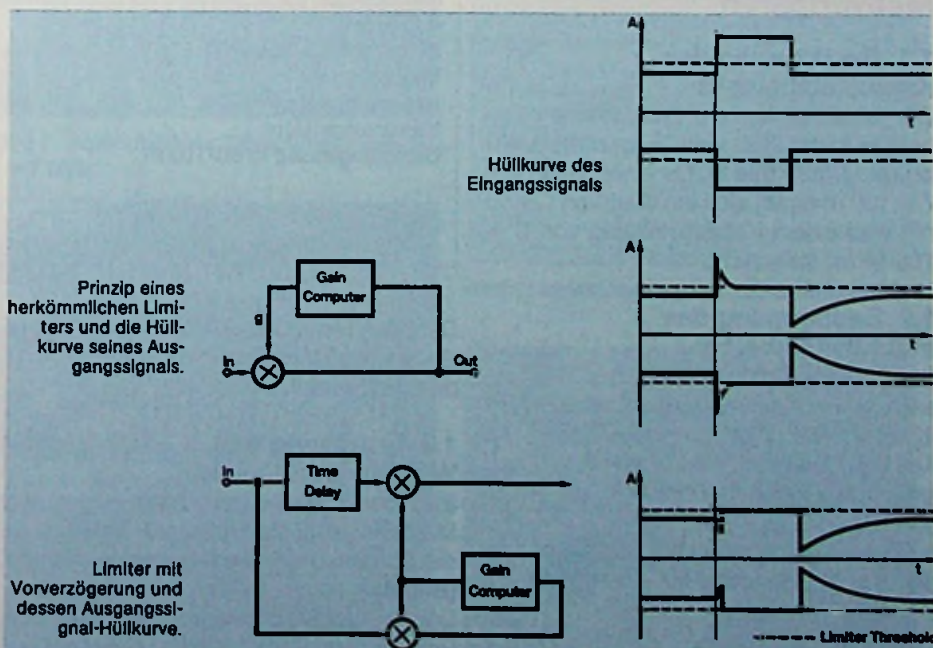 A
t
Hüllkurve des
Eingangssignals
Prinzip eines
herkömmlichen Limi-
ters und die Hüll-
kurve seines Aus-
gangssignals.
Gain
Computer
g
In
Out
A
t
In
Time
Delay
Gain
Computer
Limiter mit
Vorverzögerung und
dessen Ausgangssi-
gnal-Hüllkurve.
A
t
Limiter Threshold